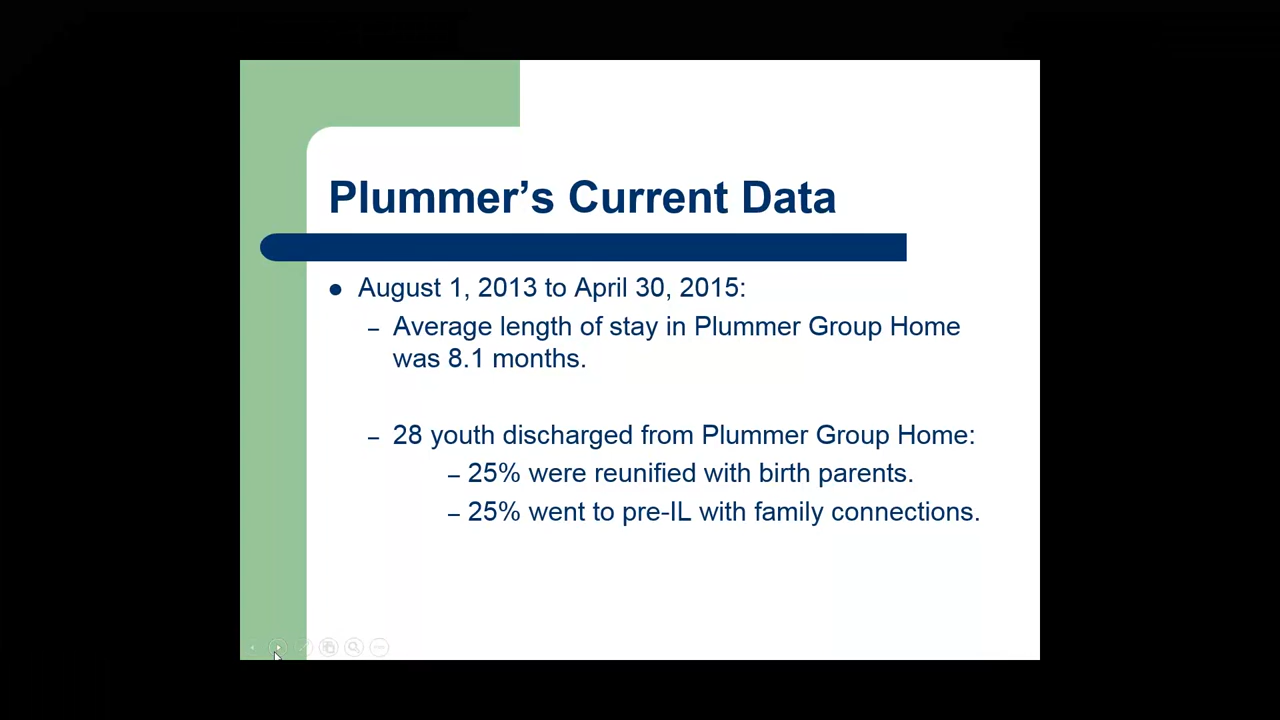 Plummer’s Current Data
● August 1, 2013 to April 30, 2015:
– Average length of stay in Plummer Group Home
was 8.1 months.
– 28 youth discharged from Plummer Group Home:
– 25% were reunified with birth parents.
– 25% went to pre-IL with family connections.